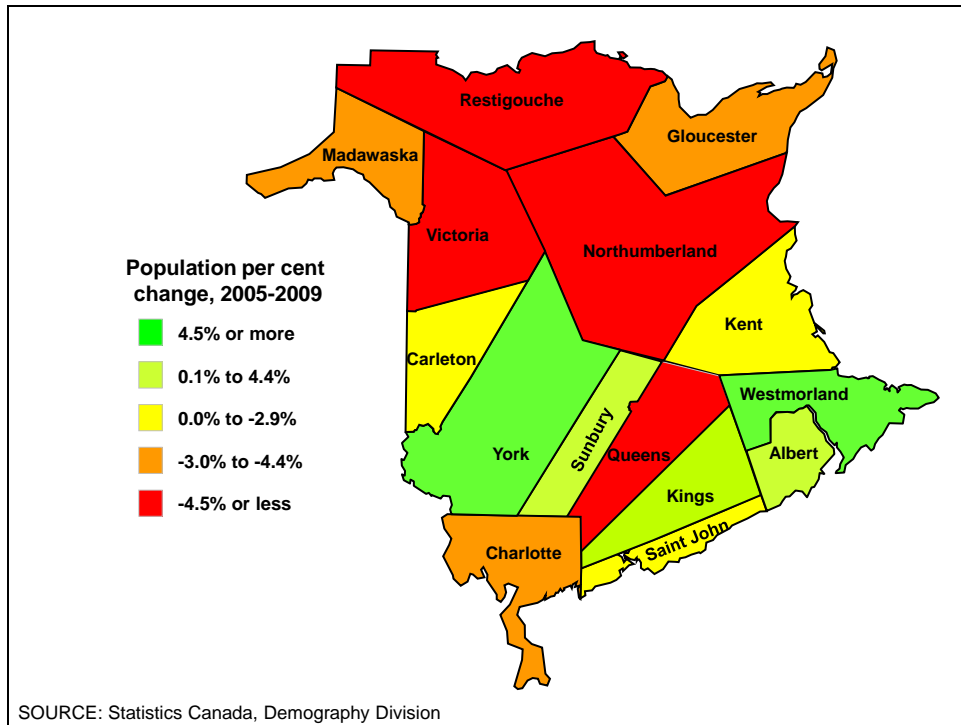 Restigouche
Gloucester
Madawaska
Victoria
Northumberland
Population per cent
change, 2005-2009
4.5% or more
0.1% to 4.4%
0.0% to -2.9%
-3.0% to -4.4%
-4.5% or less
Kent
Carleton
Westmorland
York
Sunbury
Queens
Albert
Kings
Saint John
Charlotte
SOURCE: Statistics Canada, Demography Division